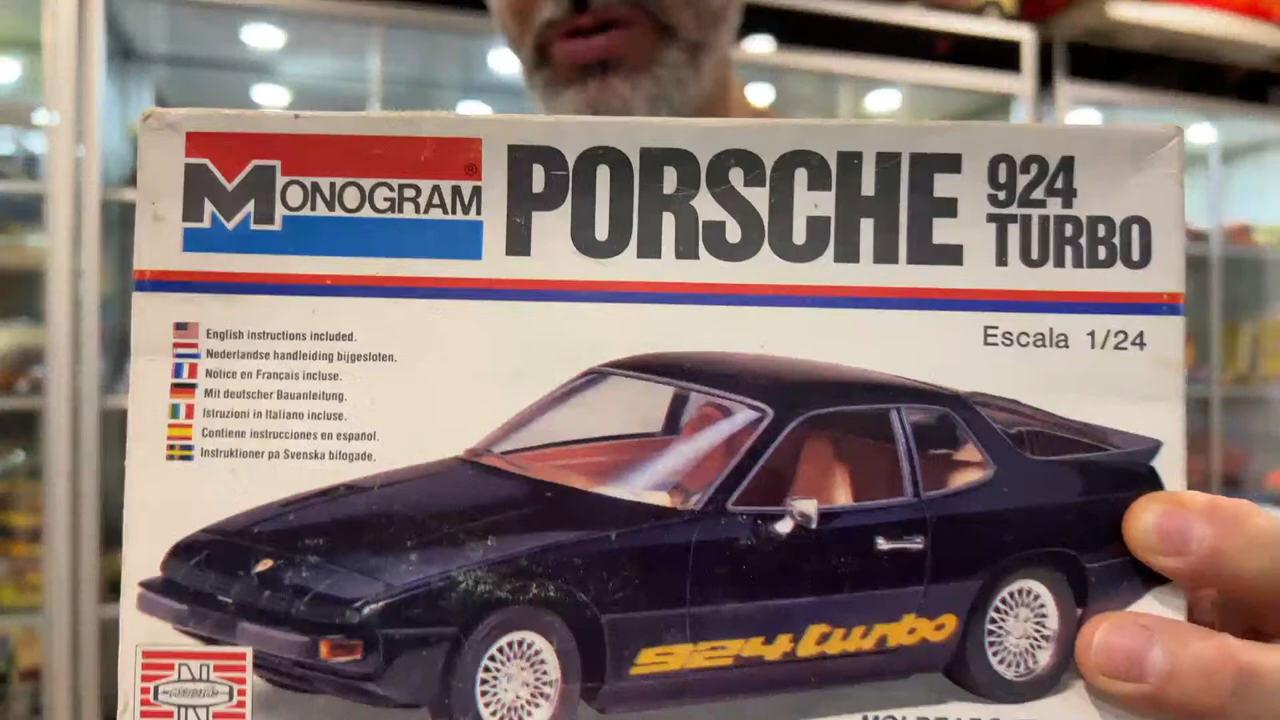 MONOGRAM
®
PORSCHE 924 TURBO
Escala 1/24
English instructions included.
Nederlandse handleiding bijgesloten.
Notice en Français incluse.
Mit deutscher Bauanleitung.
Istruzioni in Italiano incluse.
Contiene instrucciones en español.
Instruktioner pa Svenska bifogade.
924 turbo